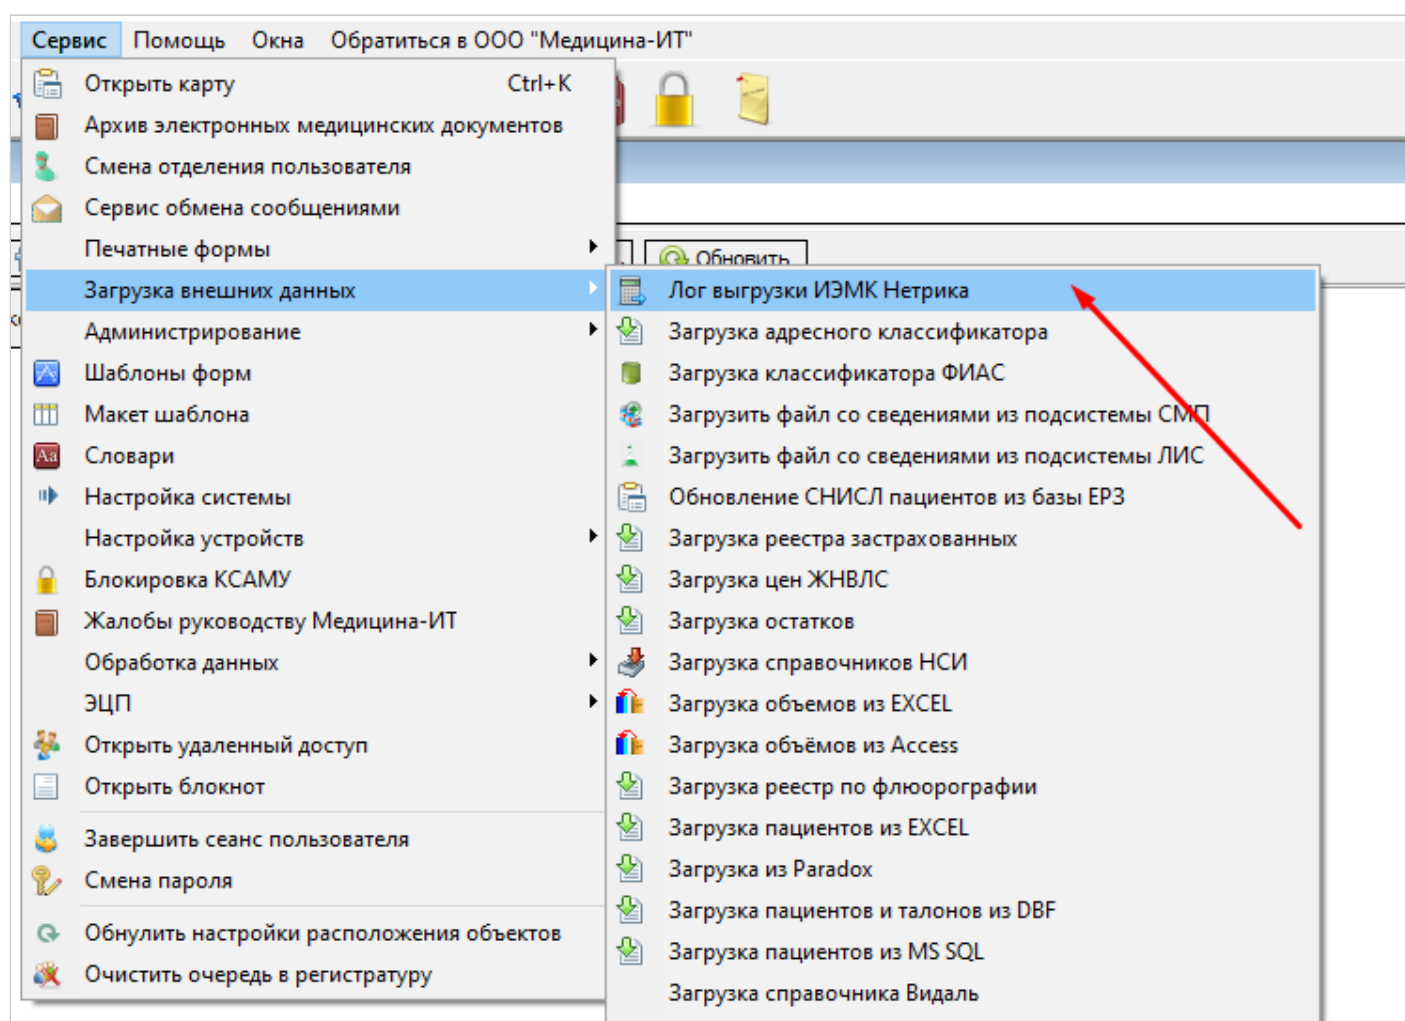 Сервис Помощь Окна Обратиться в ООО "Медицина-ИТ"
Открыть карту Ctrl+K
Архив электронных медицинских документов
Смена отделения пользователя
Сервис обмена сообщениями
Печатные формы
Обновить
Загрузка внешних данных
Администрирование
Шаблоны форм
Макет шаблона
Словари
Настройка системы
Настройка устройств
Блокировка КСАМУ
Жалобы руководству Медицина-ИТ
Обработка данных
ЭЦП
Открыть удаленный доступ
Открыть блокнот
Завершить сеанс пользователя
Смена пароля
Обнулить настройки расположения объектов
Очистить очередь в регистратуру
Лог выгрузки ИЭМК Нетрика
Загрузка адресного классификатора
Загрузка классификатора ФИАС
Загрузить файл со сведениями из подсистемы СМП
Загрузить файл со сведениями из подсистемы ЛИС
Обновление СНИСЛ пациентов из базы ЕРЗ
Загрузка реестра застрахованных
Загрузка цен ЖНВЛС
Загрузка остатков
Загрузка справочников НСИ
Загрузка объемов из EXCEL
Загрузка объёмов из Access
Загрузка реестр по флюорографии
Загрузка пациентов из EXCEL
Загрузка из Paradox
Загрузка пациентов и талонов из DBF
Загрузка пациентов из MS SQL
Загрузка справочника Видаль